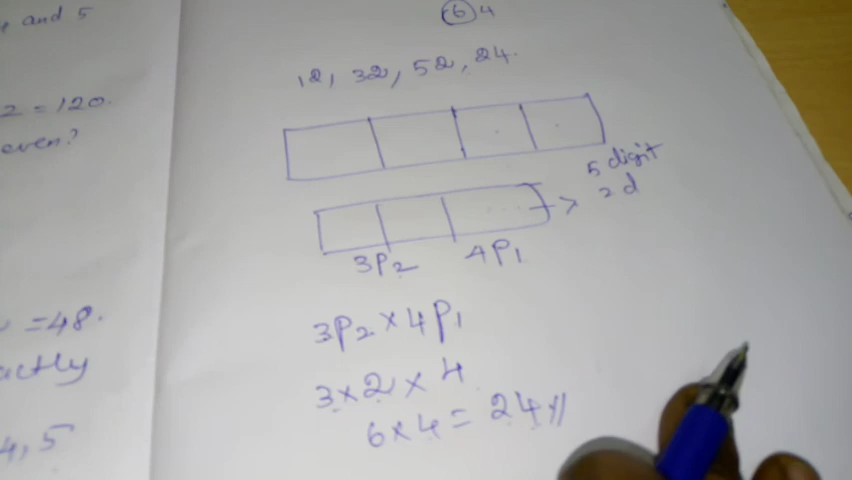 and 5
2 = 120.
even?
= 48.
actly
4, 5
6 4
12, 32, 52, 24.
5 digit
2 d
3P2 4P1
3P2 × 4P1
3 × 2 × 4
6 × 4 = 24 //